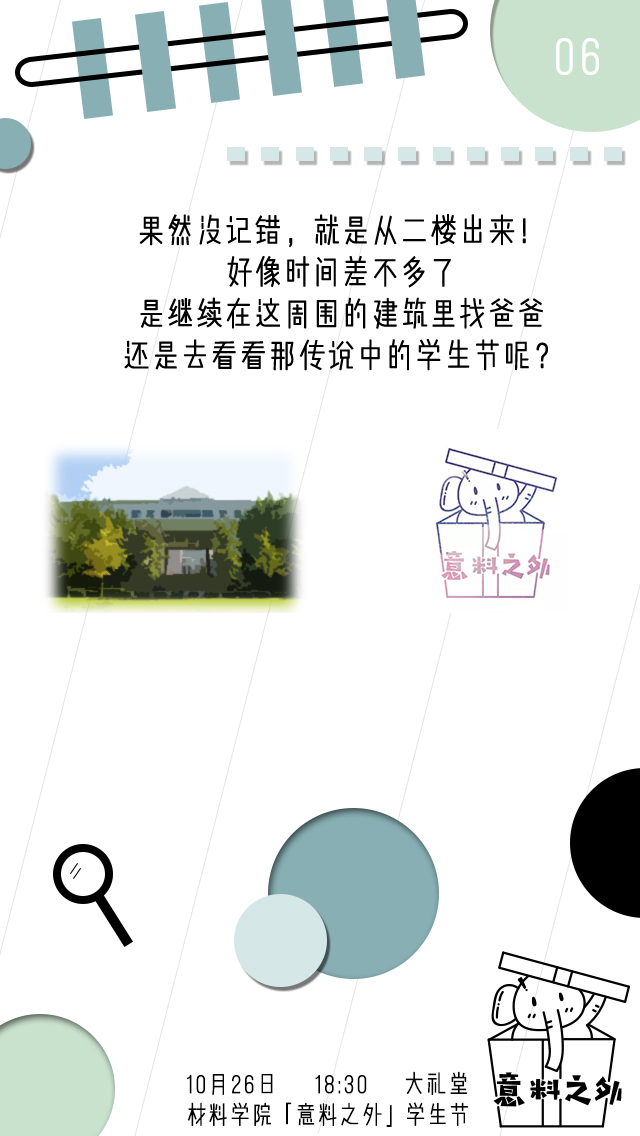 06
果然没记错，就是从二楼出来！
好像时间差不多了
是继续在这周围的建筑里找爸爸
还是去看看那传说中的学生节呢？
意料之外
10月26日 18:30 大礼堂
材料学院「意料之外」学生节
意料之外